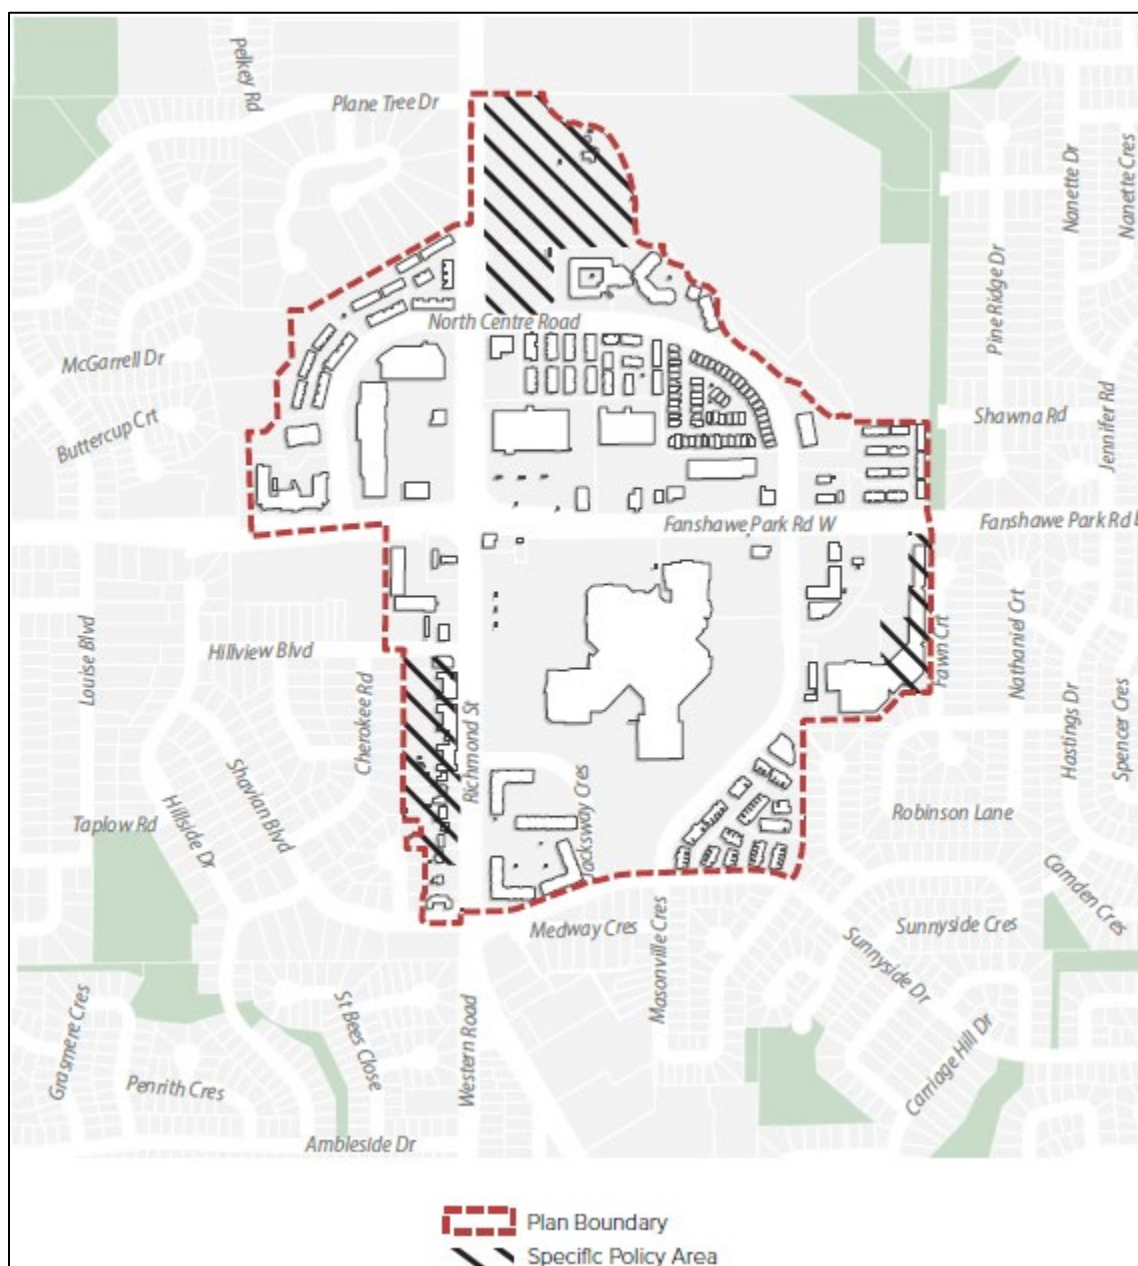 Pelkey Rd
Plane Tree Dr
Nanette Dr
Nanette Cres
Pine Ridge Dr
North Centre Road
McGarrell Dr
Buttercup Crt
Shawna Rd
Jennifer Rd
Fanshawe Park Rd W
Fanshawe Park Rd E
Louise Blvd
Hillview Blvd
Cherokee Rd
Richmond St
Fawn Crt
Nathaniel Crt
Hastings Dr
Spencer Cres
Shavian Blvd
Hillside Dr
Taplow Rd
Jacksway Cres
Robinson Lane
Camden Cres
Medway Cres
Masonville Cres
Sunnyside Cres
Sunnyside Dr
Grasmere Cres
St Bees Close
Western Road
Carriage Hill Dr
Penrith Cres
Ambleside Dr
Plan Boundary
Specific Policy Area